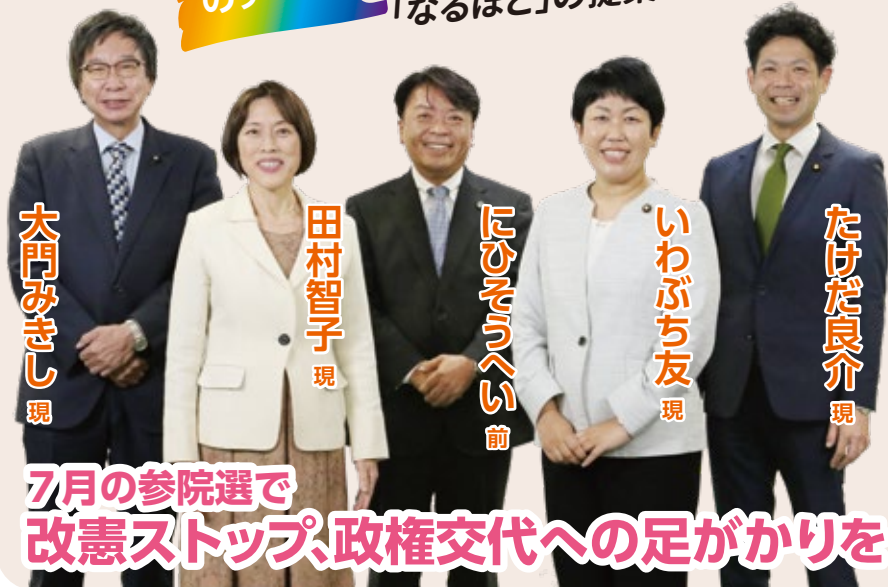 「なるほど」の提案
大門みきし 現
田村智子 現
にひそうへい 前
いわぶち友 現
たけだ良介 現
7月の参院選で
改憲ストップ、政権交代への足がかりを